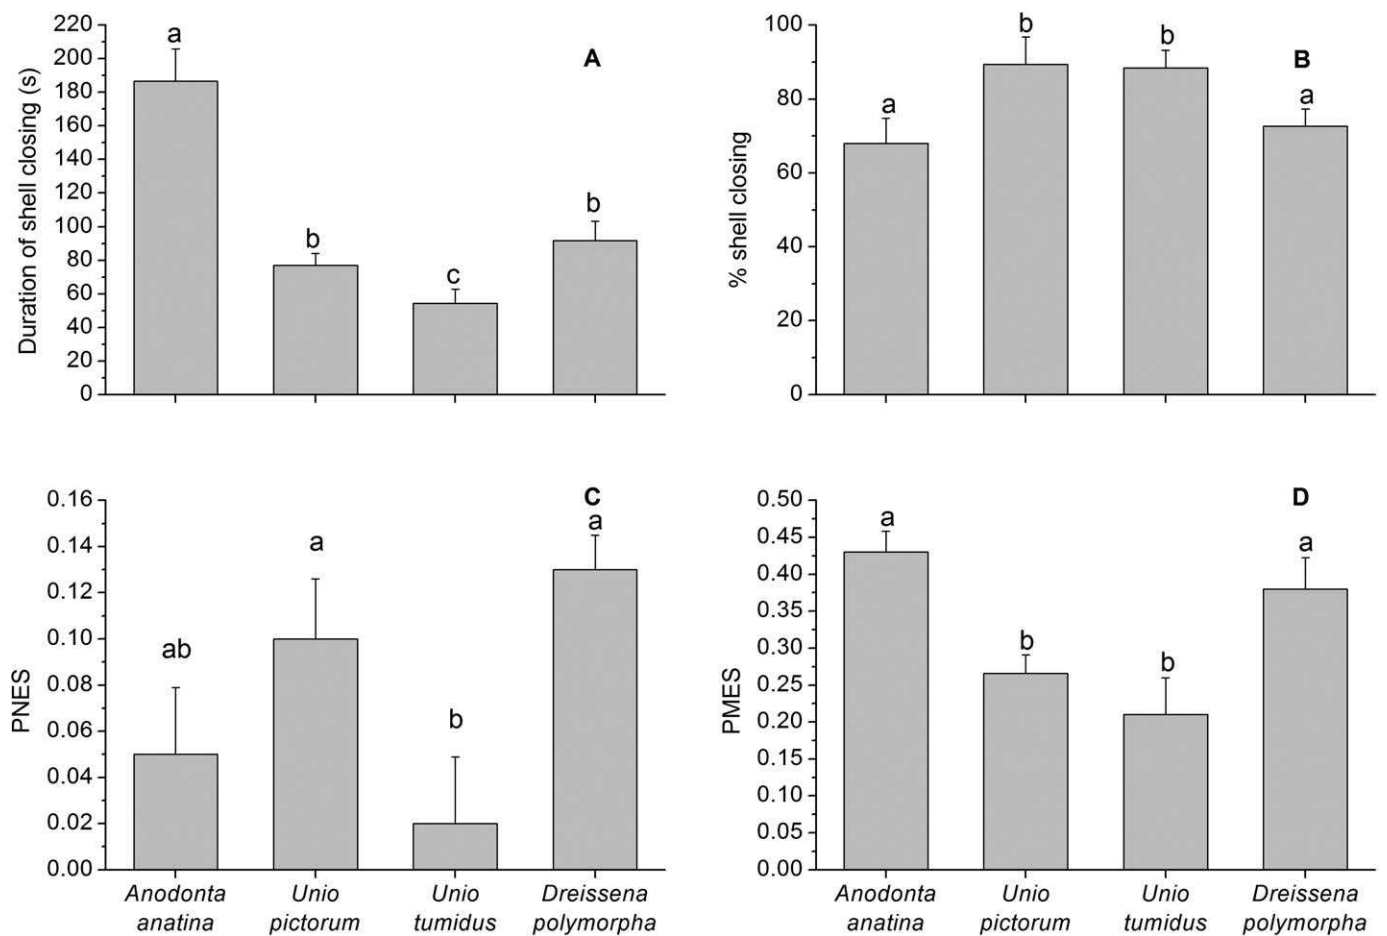 220
200
180
160
140
120
100
80
60
40
20
0
Duration of shell closing (s)
a
b
c
b
A
100
80
60
40
20
0
% shell closing
a
b
b
a
B
0.16
0.14
0.12
0.10
0.08
0.06
0.04
0.02
0.00
PNES
ab
a
b
a
C
Anodonta anatina
Unio pictorum
Unio tumidus
Dreissena polymorpha
0.50
0.45
0.40
0.35
0.30
0.25
0.20
0.15
0.10
0.05
0.00
PMES
a
b
b
a
D
Anodonta anatina
Unio pictorum
Unio tumidus
Dreissena polymorpha